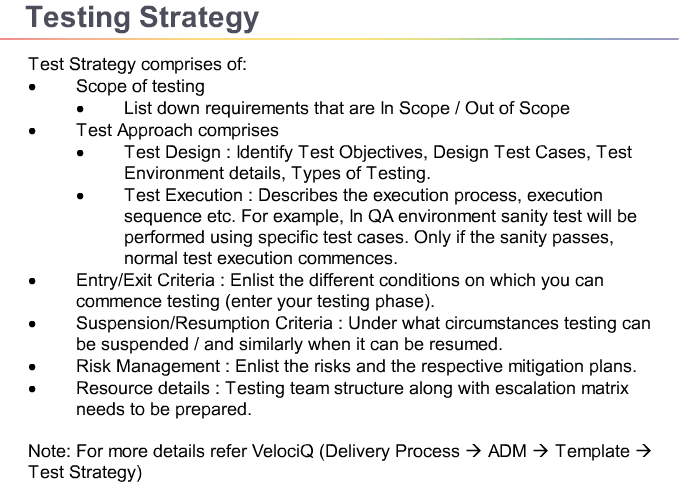 Testing Strategy
Test Strategy comprises of:
• Scope of testing
• List down requirements that are In Scope / Out of Scope
• Test Approach comprises
• Test Design : Identify Test Objectives, Design Test Cases, Test
Environment details, Types of Testing.
• Test Execution : Describes the execution process, execution
sequence etc. For example, In QA environment sanity test will be
performed using specific test cases. Only if the sanity passes,
normal test execution commences.
• Entry/Exit Criteria : Enlist the different conditions on which you can
commence testing (enter your testing phase).
• Suspension/Resumption Criteria : Under what circumstances testing can
be suspended / and similarly when it can be resumed.
• Risk Management : Enlist the risks and the respective mitigation plans.
• Resource details : Testing team structure along with escalation matrix
needs to be prepared.
Note: For more details refer VelociQ (Delivery Process → ADM → Template →
Test Strategy)